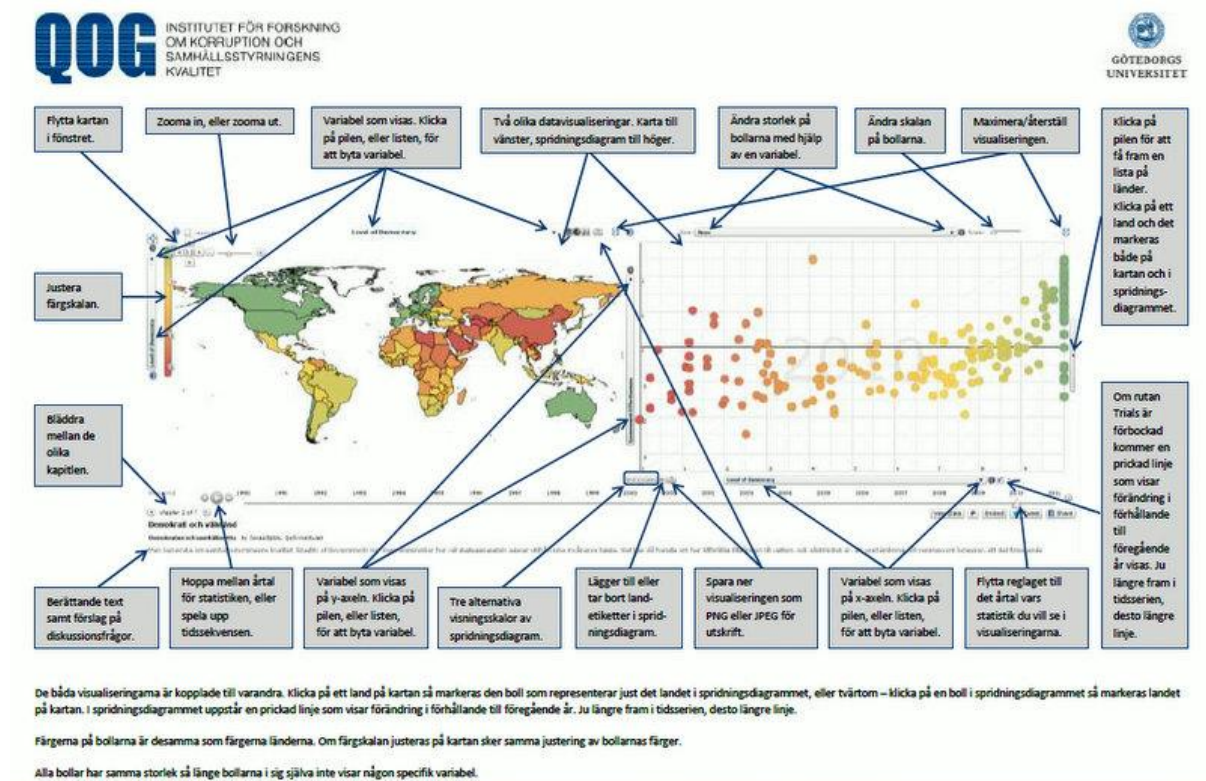 QOG
INSTITUTET FÖR FORSKNING
OM KORRUPTION OCH
SAMHÄLLSSTYRNINGENS
KVALITET
GÖTEBORGS
UNIVERSITET
Flytta kartan
i fönstret.
Zooma in, eller zooma ut.
Variabel som visas. Klicka
på pilen, eller listen, för
att byta variabel.
Två olika datavisualiseringar. Karta till
vänster, spridningsdiagram till höger.
Ändra storlek på
bollarna med hjälp
av en variabel.
Ändra skalan
på bollarna.
Maximera/återställ
visualiseringen.
Klicka på
pilen för att
få fram en
lista på
länder.
Klicka på ett
land och det
markeras
både på
kartan och i
spridnings-
diagrammet.
Level of Democracy
Justera
färgskalan.
Level of Democracy
Bläddra
mellan de
olika
kapitlen.
Om rutan
Trials är
förbockad
kommer en
prickad linje
som visar
förändring i
förhållande
till
föregående
år visas. Ju
längre fram i
tidsserien,
desto längre
linje.
Level of Democracy
chapter 2 of 7
Demokrati och välstånd
Berättande text
samt förslag på
diskussionsfrågor.
Hoppa mellan årtal
för statistiken, eller
spela upp
tidssekvensen.
Variabel som visas
på y-axeln. Klicka på
pilen, eller listen,
för att byta variabel.
Tre alternativa
visningsskalor av
spridningsdiagram.
Lägger till eller
tar bort land-
etiketter i sprid-
ningsdiagram.
Spara ner
visualiseringen som
PNG eller JPEG för
utskrift.
Variabel som visas
på x-axeln. Klicka på
pilen, eller listen,
för att byta variabel.
Flytta reglaget till
det årtal vars
statistik du vill se i
visualiseringarna.
De båda visualiseringarna är kopplade till varandra. Klicka på ett land på kartan så markeras den boll som representerar just det landet i spridningsdiagrammet, eller tvärtom – klicka på en boll i spridningsdiagrammet så markeras landet
på kartan. I spridningsdiagrammet uppstår en prickad linje som visar förändring i förhållande till föregående år. Ju längre fram i tidsserien, desto längre linje.
Färgerna på bollarna är desamma som färgerna länderna. Om färgskalan justeras på kartan sker samma justering av bollarnas färger.
Alla bollar har samma storlek så länge bollarna i sig själva inte visar någon specifik variabel.